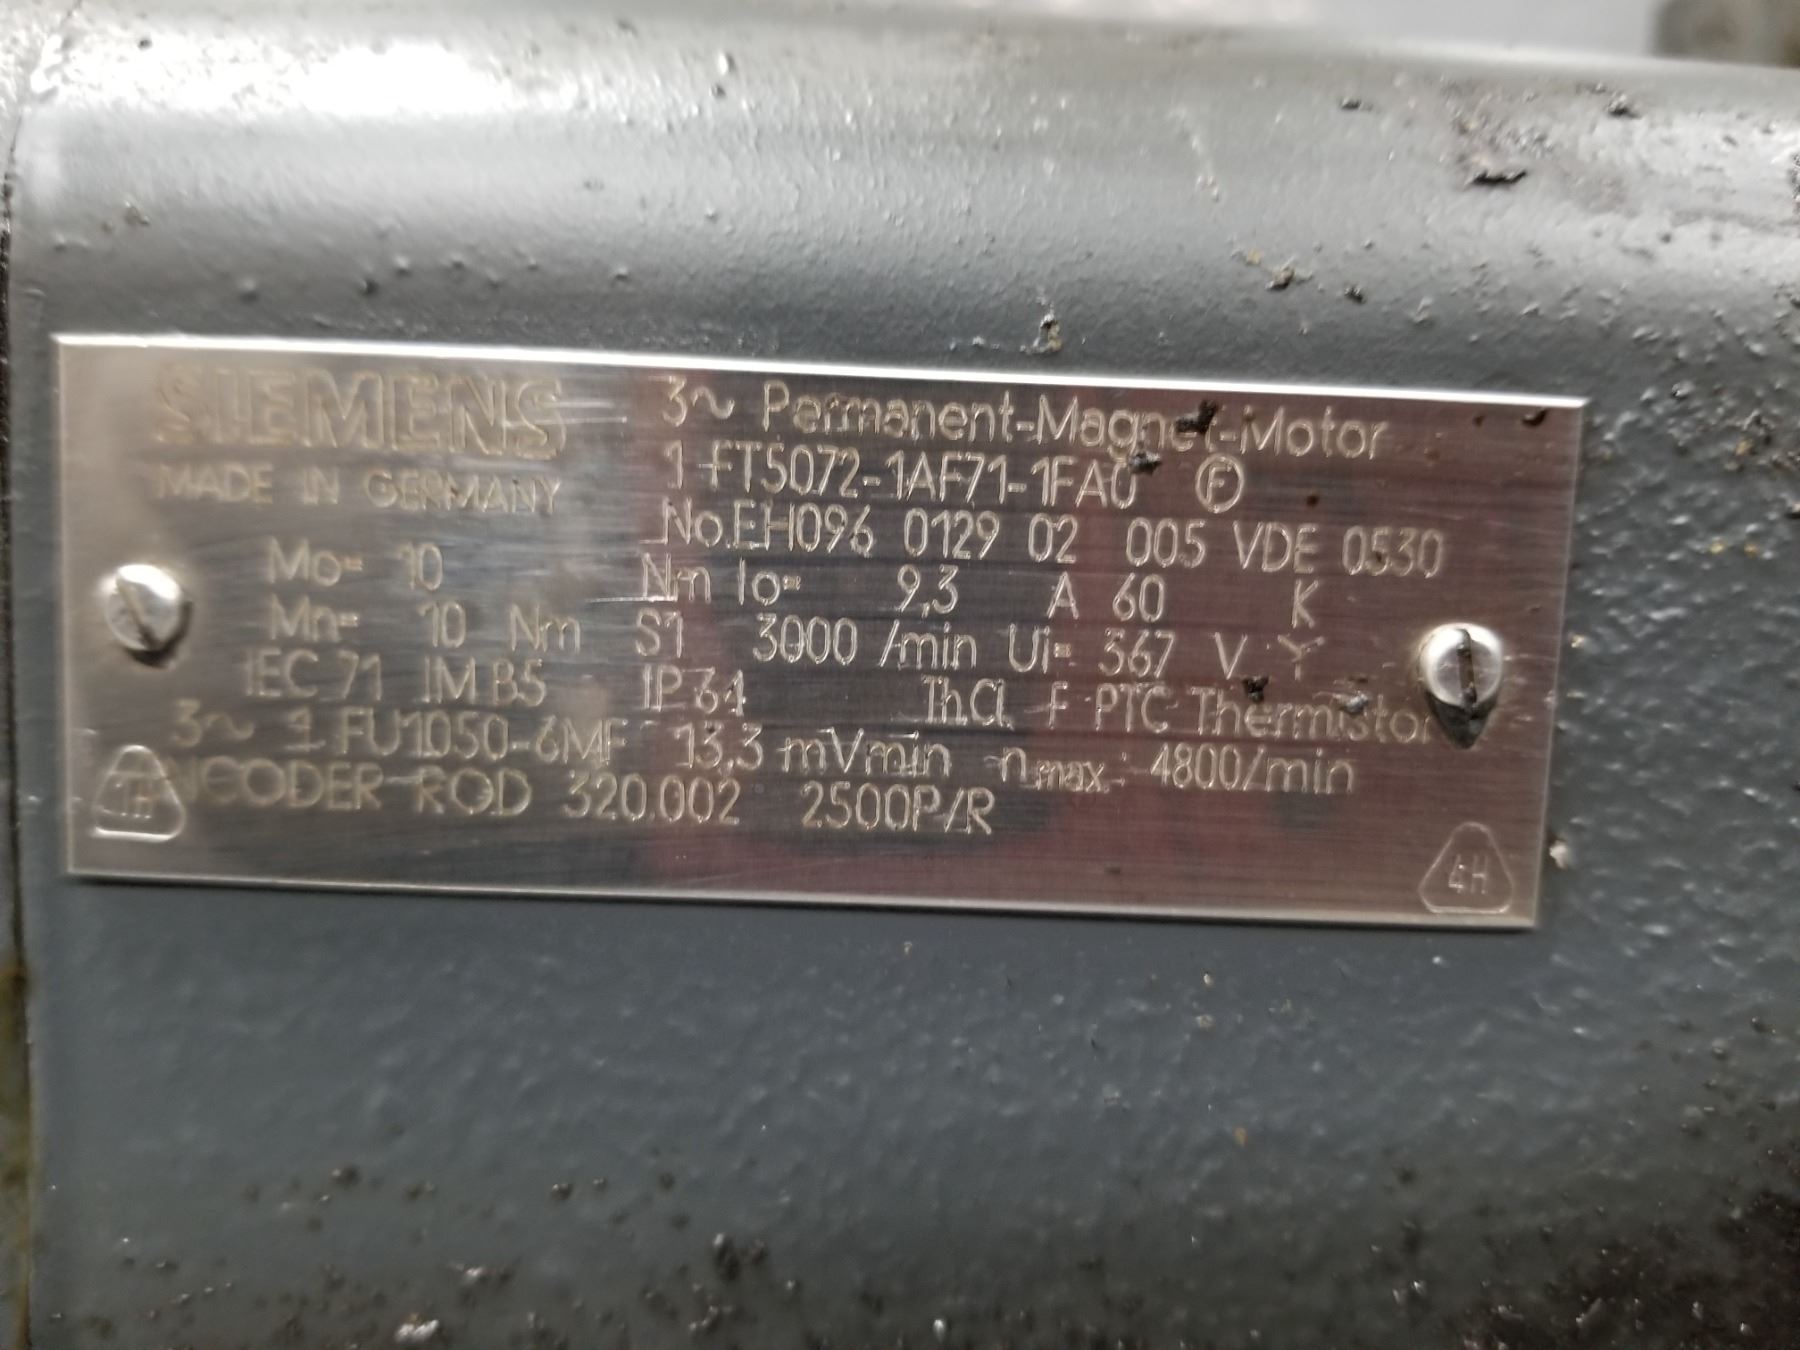 SIEMENS
MADE IN GERMANY
3~ Permanent-Magnet-Motor
1 FT5072-1AF71-1FA0 F
No.EH096 0129 02 005 VDE 0530
Mo= 10 Nm Io= 9,3 A 60 K
Mn= 10 Nm S1 3000 /min Ui= 367 V Y
IEC 71 IM B5 IP 64 Th.Cl. F PTC Thermistor
3~ 1 FU1050-6MF 13,3 mVmin nmax.: 4800/min
ENCODER ROD 320.002 2500P/R
1H
4H